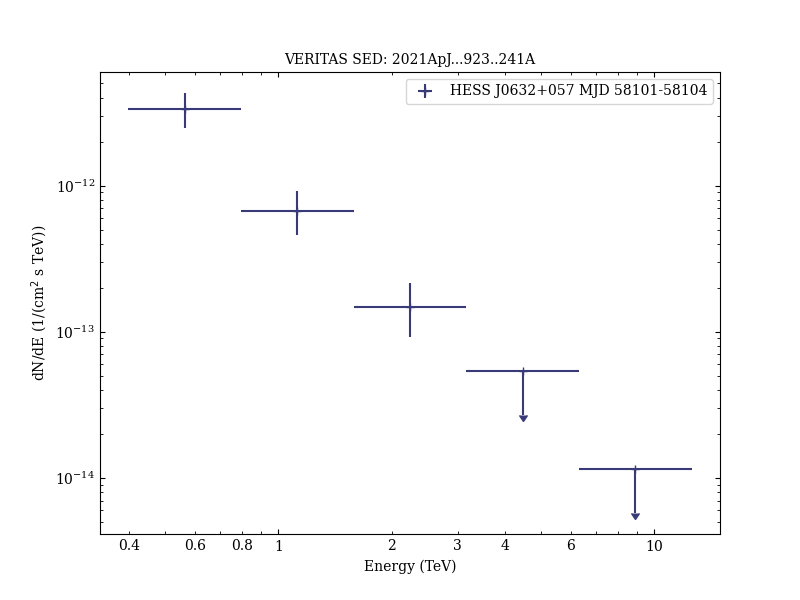 VERITAS SED: 2021ApJ...923..241A
HESS J0632+057 MJD 58101-58104
dN/dE (1/(cm² s TeV))
10⁻¹²
10⁻¹³
10⁻¹⁴
0.4 0.6 0.8 1 2 3 4 6 10
Energy (TeV)